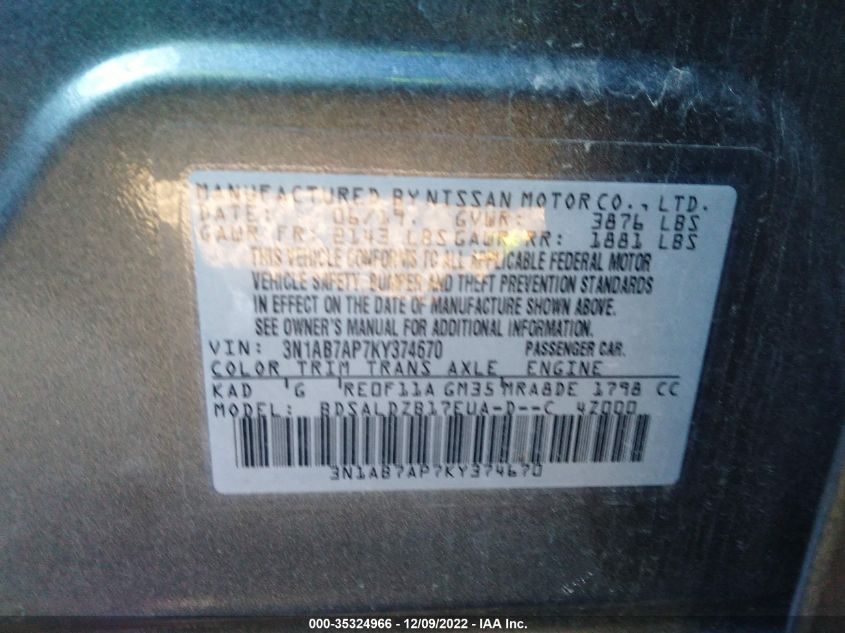 MANUFACTURED BY NISSAN MOTOR CO., LTD.
DATE: 06/19. GVWR: 3876 LBS
GAWR FR: 2143 LBS GAWR RR: 1881 LBS
THIS VEHICLE CONFORMS TO ALL APPLICABLE FEDERAL MOTOR
VEHICLE SAFETY, BUMPER AND THEFT PREVENTION STANDARDS
IN EFFECT ON THE DATE OF MANUFACTURE SHOWN ABOVE.
SEE OWNER'S MANUAL FOR ADDITIONAL INFORMATION.
VIN: 3N1AB7AP7KY374670 PASSENGER CAR.
COLOR TRIM TRANS AXLE ENGINE
KAD G RE0F11A GM35 MRA8DE 1798 CC
MODEL: BDSALDZB17EUA-D--C 4Z000
3N1AB7AP7KY374670
000-35324966 - 12/09/2022 - IAA Inc.